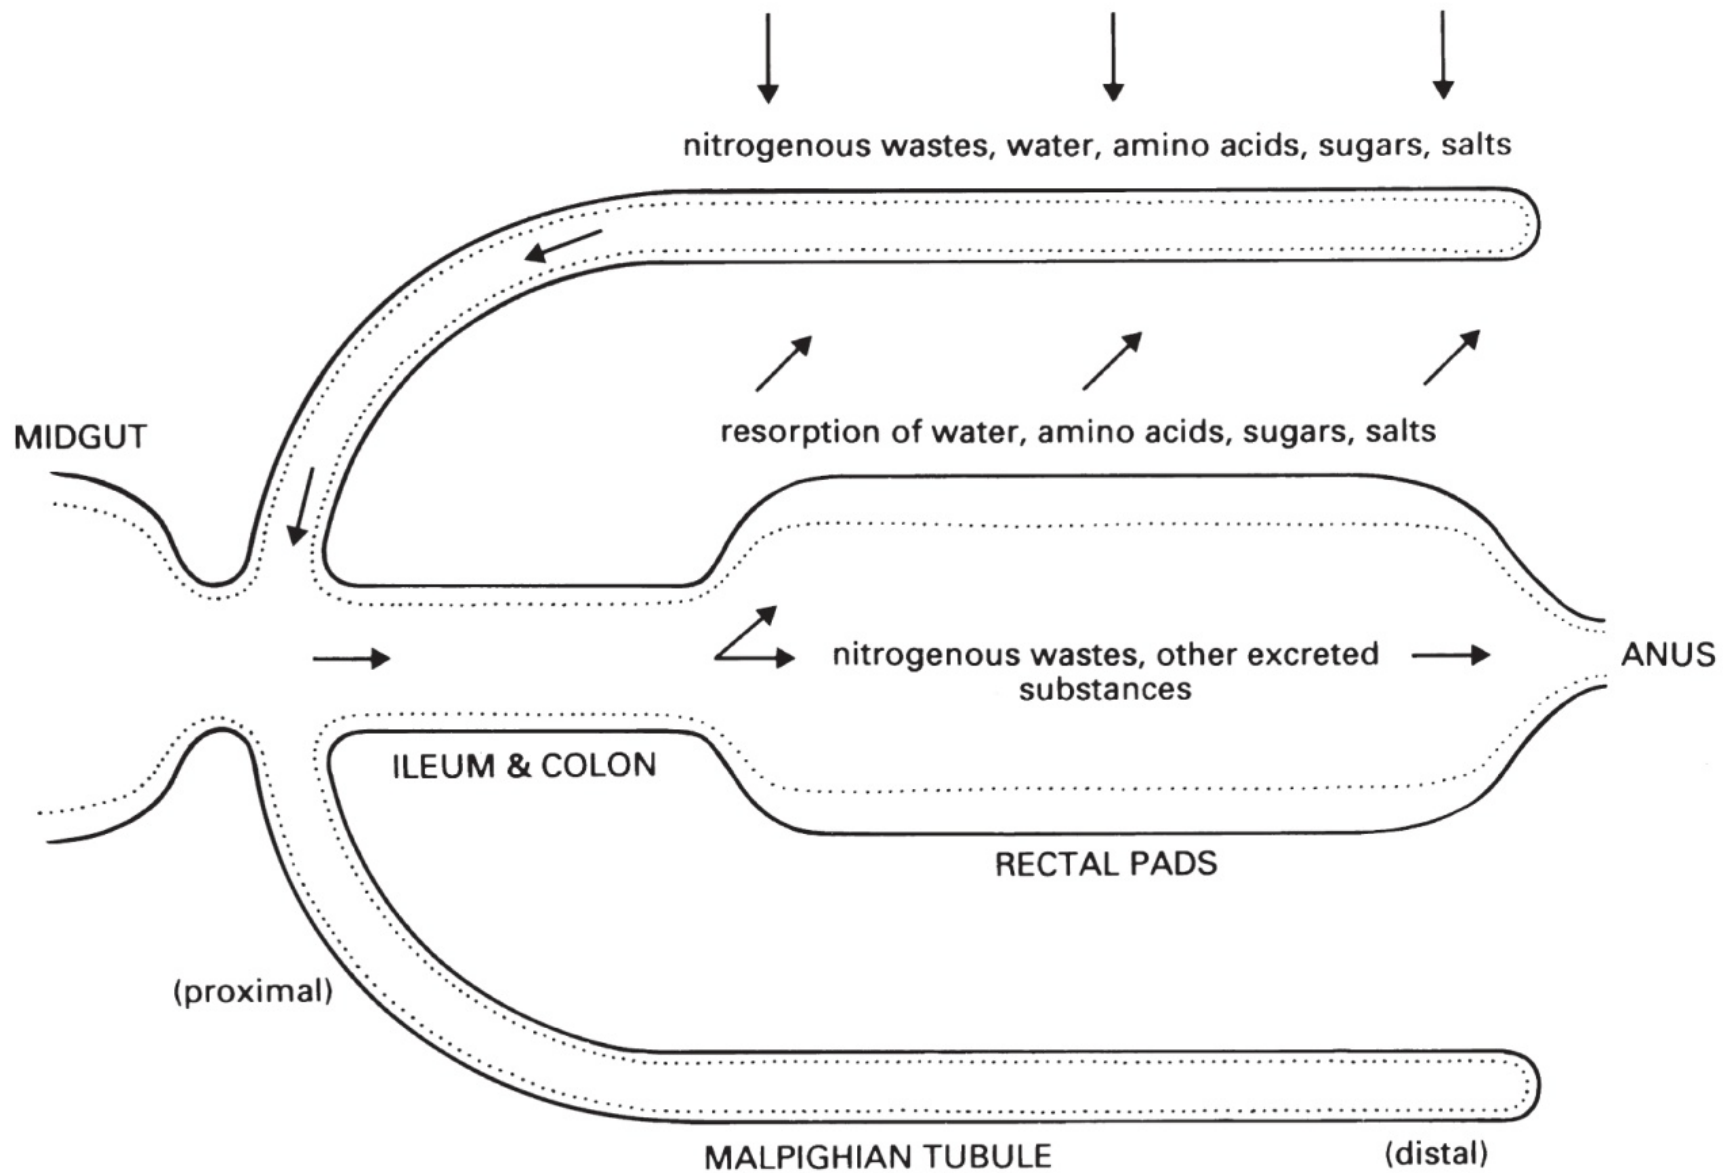 nitrogenous wastes, water, amino acids, sugars, salts
MIDGUT
resorption of water, amino acids, sugars, salts
nitrogenous wastes, other excreted
substances
ANUS
ILEUM & COLON
RECTAL PADS
(proximal)
MALPIGHIAN TUBULE
(distal)